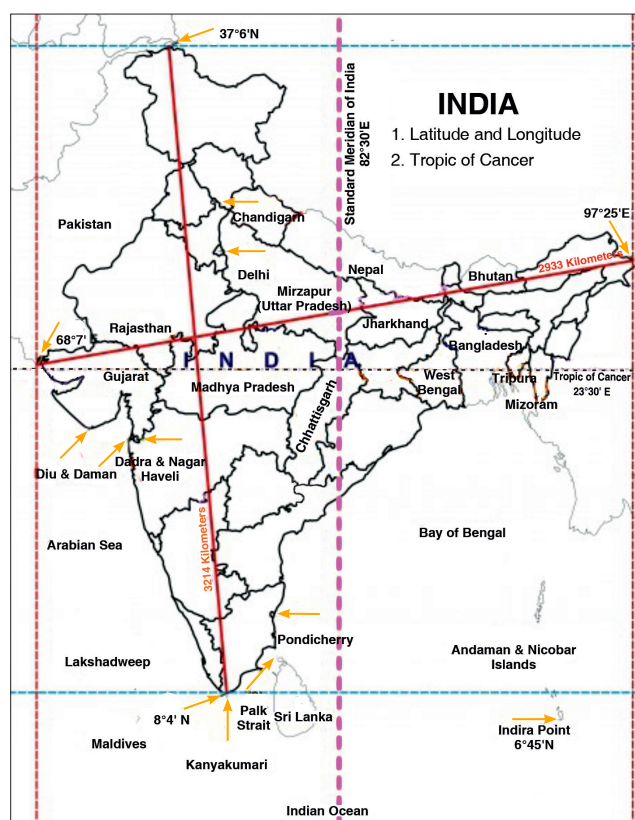 37°6'N
Standard Meridian of India
82°30'E
INDIA
1. Latitude and Longitude
2. Tropic of Cancer
97°25'E
Pakistan
Chandigarh
Delhi
Nepal
Bhutan
2933 Kilometers
Mirzapur
(Uttar Pradesh)
Rajasthan
68°7'
Jharkhand
Bangladesh
INDIA
Gujarat
Madhya Pradesh
Chhattisgarh
West
Bengal
Tripura
Mizoram
Tropic of Cancer
23°30' E
Diu & Daman
Dadra & Nagar
Haveli
3214 Kilometers
Arabian Sea
Bay of Bengal
Pondicherry
Lakshadweep
Andaman & Nicobar
Islands
8°4' N
Palk
Strait
Sri Lanka
Indira Point
6°45'N
Maldives
Kanyakumari
Indian Ocean